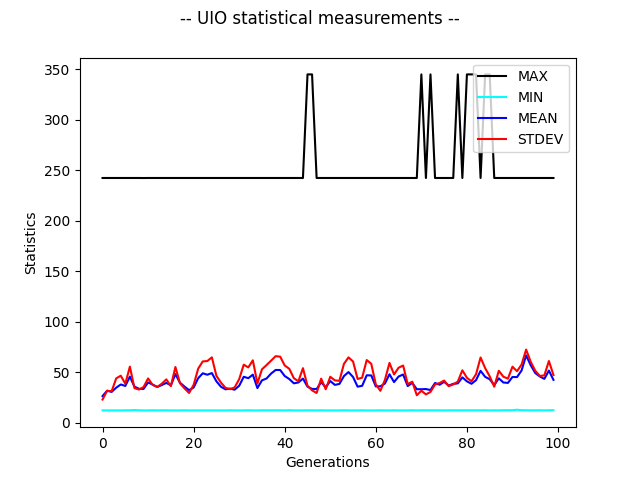 -- UIO statistical measurements --
350
300
250
200
150
100
50
0
Statistics
MAX
MIN
MEAN
STDEV
0 20 40 60 80 100
Generations